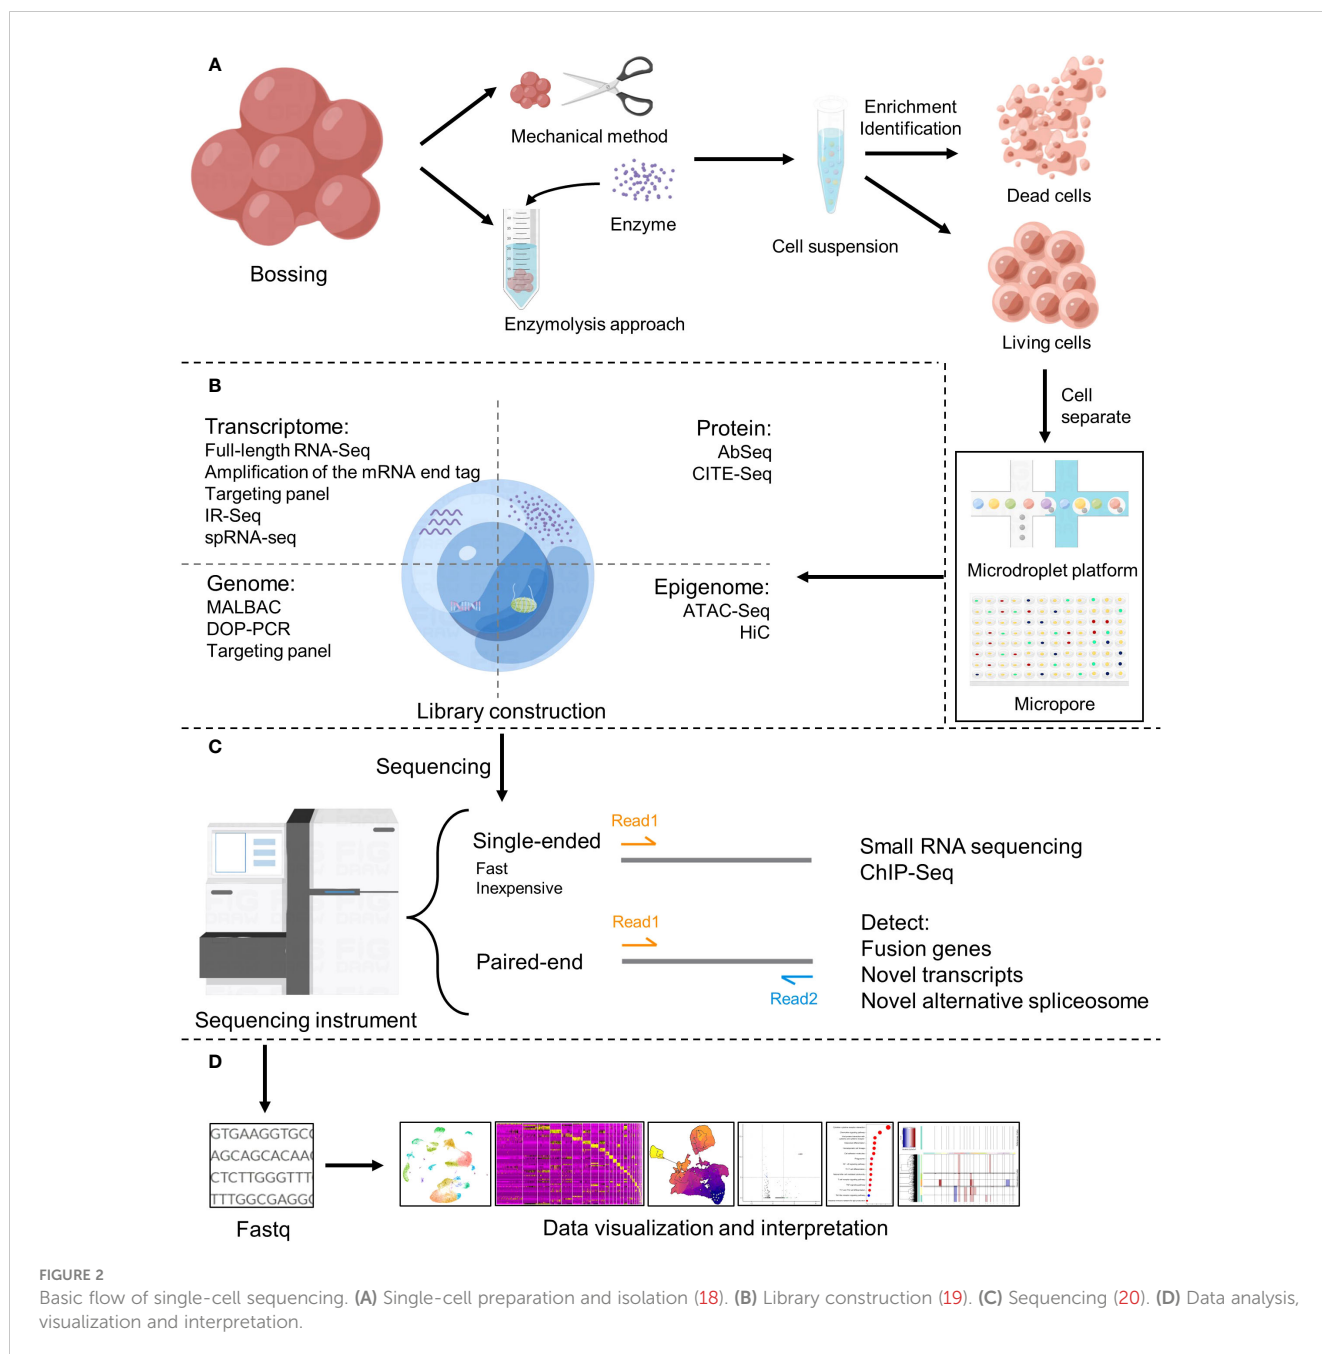 A
Bossing
Mechanical method
Enzyme
Enzymolysis approach
Cell suspension
Enrichment
Identification
Dead cells
Living cells
Cell
separate
Microdroplet platform
Micropore
B
Transcriptome:
Full-length RNA-Seq
Amplification of the mRNA end tag
Targeting panel
IR-Seq
spRNA-seq
Protein:
AbSeq
CITE-Seq
Genome:
MALBAC
DOP-PCR
Targeting panel
Epigenome:
ATAC-Seq
HiC
Library construction
C
Sequencing
Sequencing instrument
Single-ended
Fast
Inexpensive
Read1
Small RNA sequencing
ChIP-Seq
Paired-end
Read1
Read2
Detect:
Fusion genes
Novel transcripts
Novel alternative spliceosome
D
GTGAAGGTGC
AGCAGCACAA
CTCTTGGGTTT
TTTGGCGAGG
Fastq
Data visualization and interpretation
FIGURE 2
Basic flow of single-cell sequencing. (A) Single-cell preparation and isolation (18). (B) Library construction (19). (C) Sequencing (20). (D) Data analysis,
visualization and interpretation.